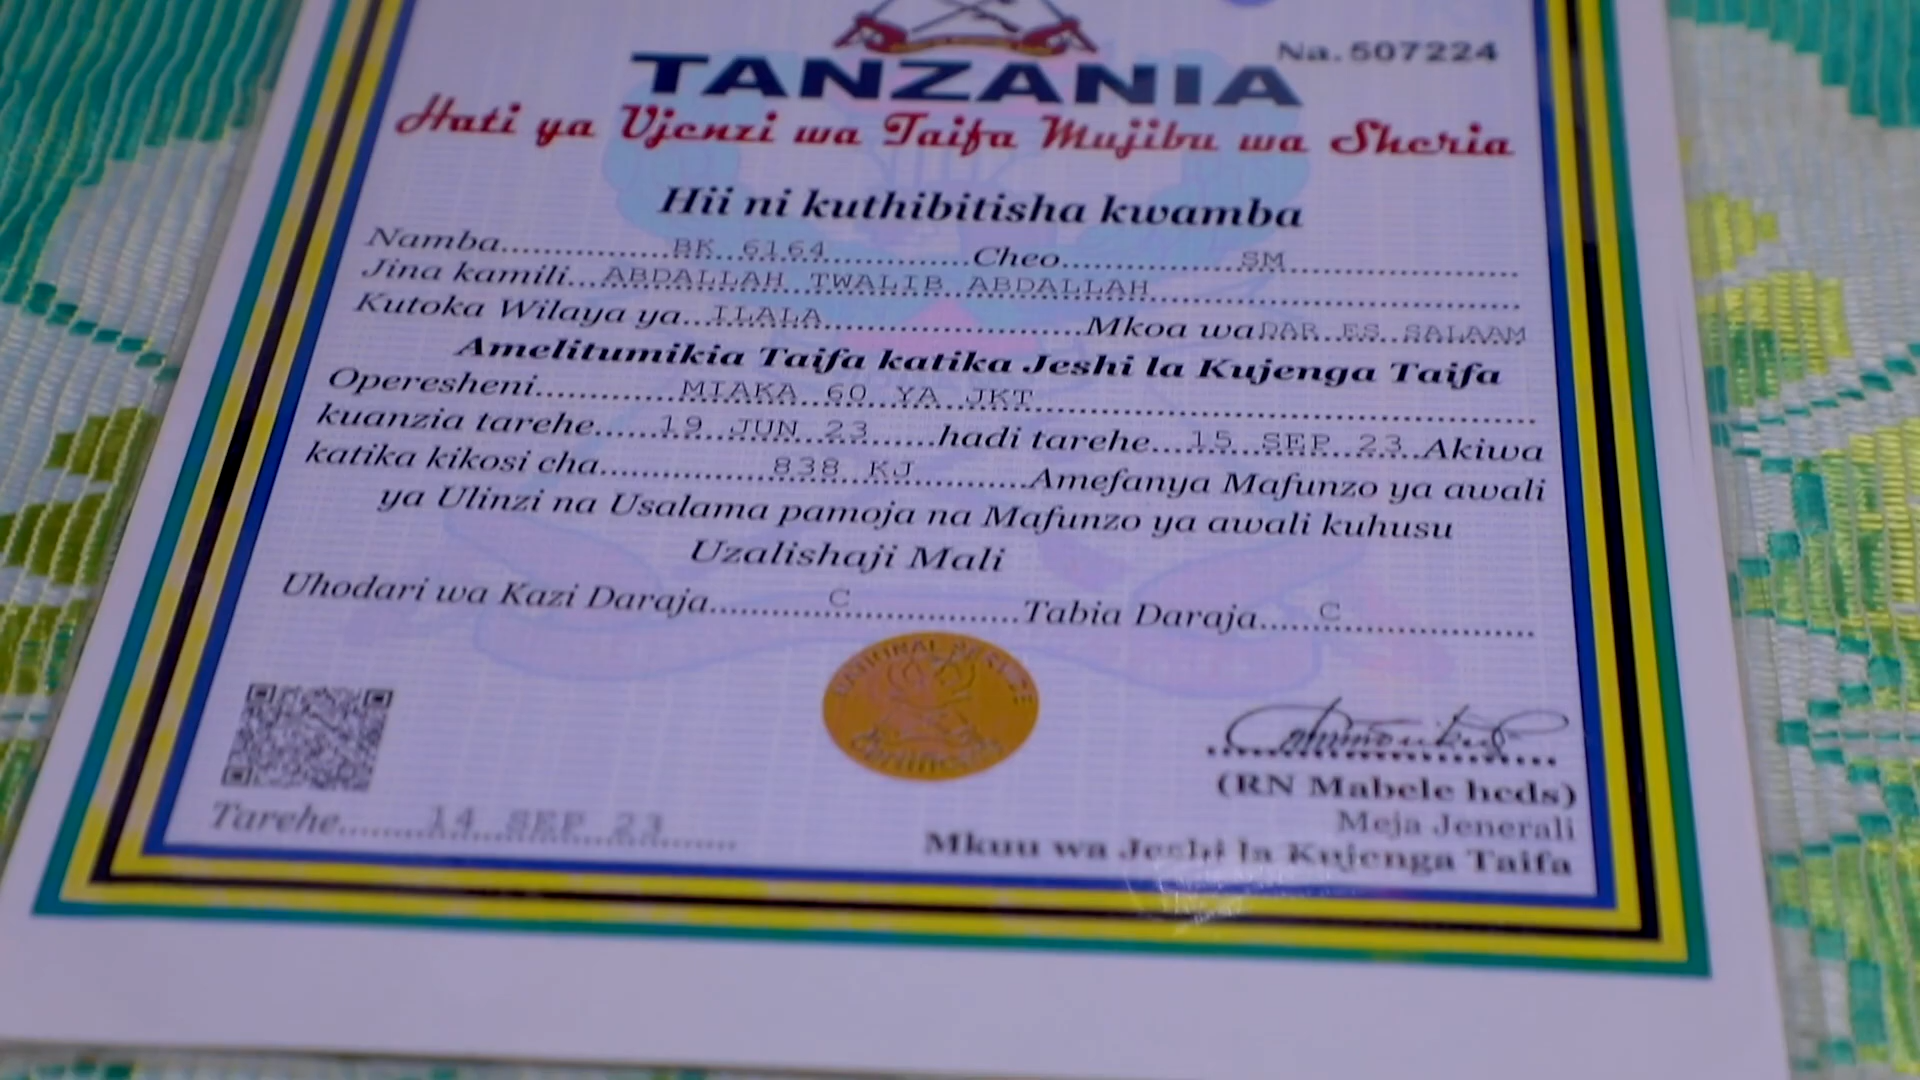 Na. 507224
TANZANIA
Hati ya Ujenzi wa Taifa Mujibu wa Sheria
Hii ni kuthibitisha kwamba
Namba.............BK 6164.............Cheo.............SM.............
Jina kamili...ABDALLAH TWALIB ABDALLAH.............
Kutoka Wilaya ya...ILALA.............Mkoa wa DAR ES SALAAM
Amelitumikia Taifa katika Jeshi la Kujenga Taifa
Operesheni.............MIAKA 60 YA JKT.............
kuanzia tarehe......19 JUN 23......hadi tarehe...15 SEP 23..Akiwa
katika kikosi cha.............838 KJ.............Amefanya Mafunzo ya awali
ya Ulinzi na Usalama pamoja na Mafunzo ya awali kuhusu
Uzalishaji Mali
Uhodari wa Kazi Daraja.............C.............Tabia Daraja......C.............
NATIONAL SERVICE
(RN Mabele hcds)
Meja Jenerali
Mkuu wa Jeshi la Kujenga Taifa
Tarehe.........14 SEP 23.........